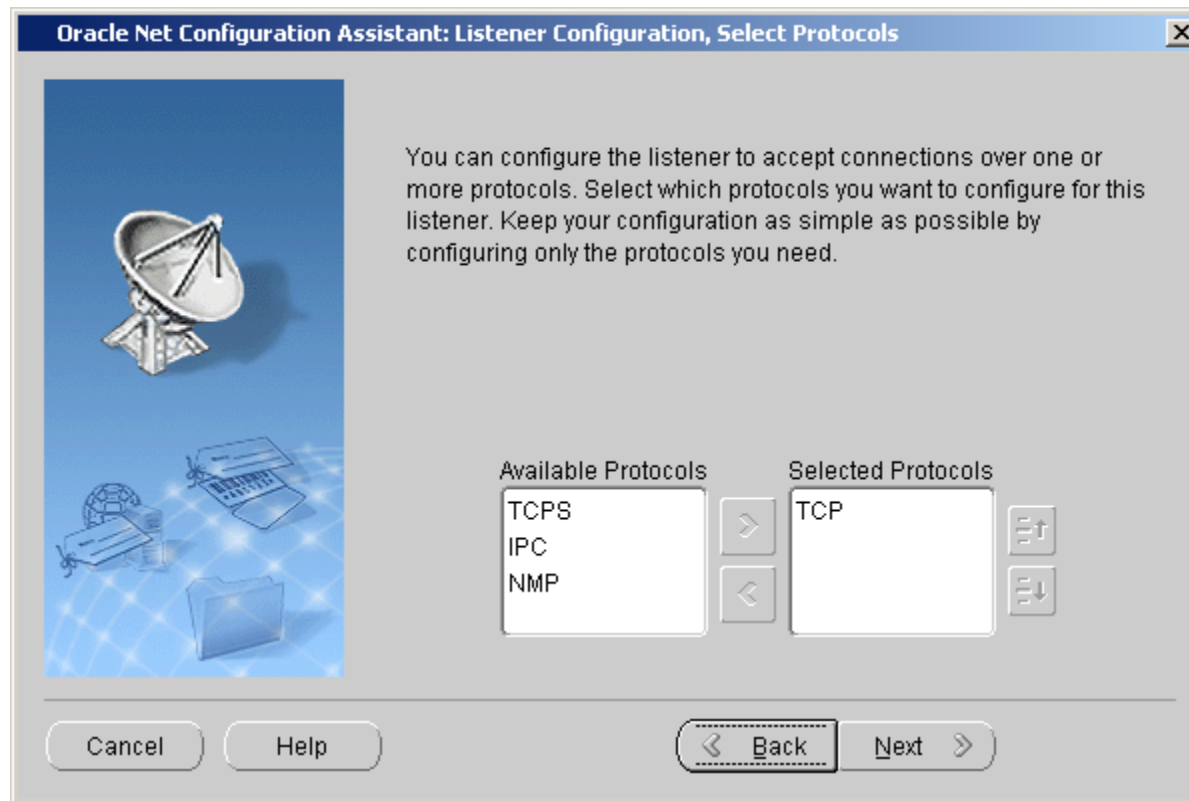 Oracle Net Configuration Assistant: Listener Configuration, Select Protocols
You can configure the listener to accept connections over one or
more protocols. Select which protocols you want to configure for this
listener. Keep your configuration as simple as possible by
configuring only the protocols you need.
Available Protocols
TCPS
IPC
NMP
Selected Protocols
TCP
Cancel
Help
Back
Next